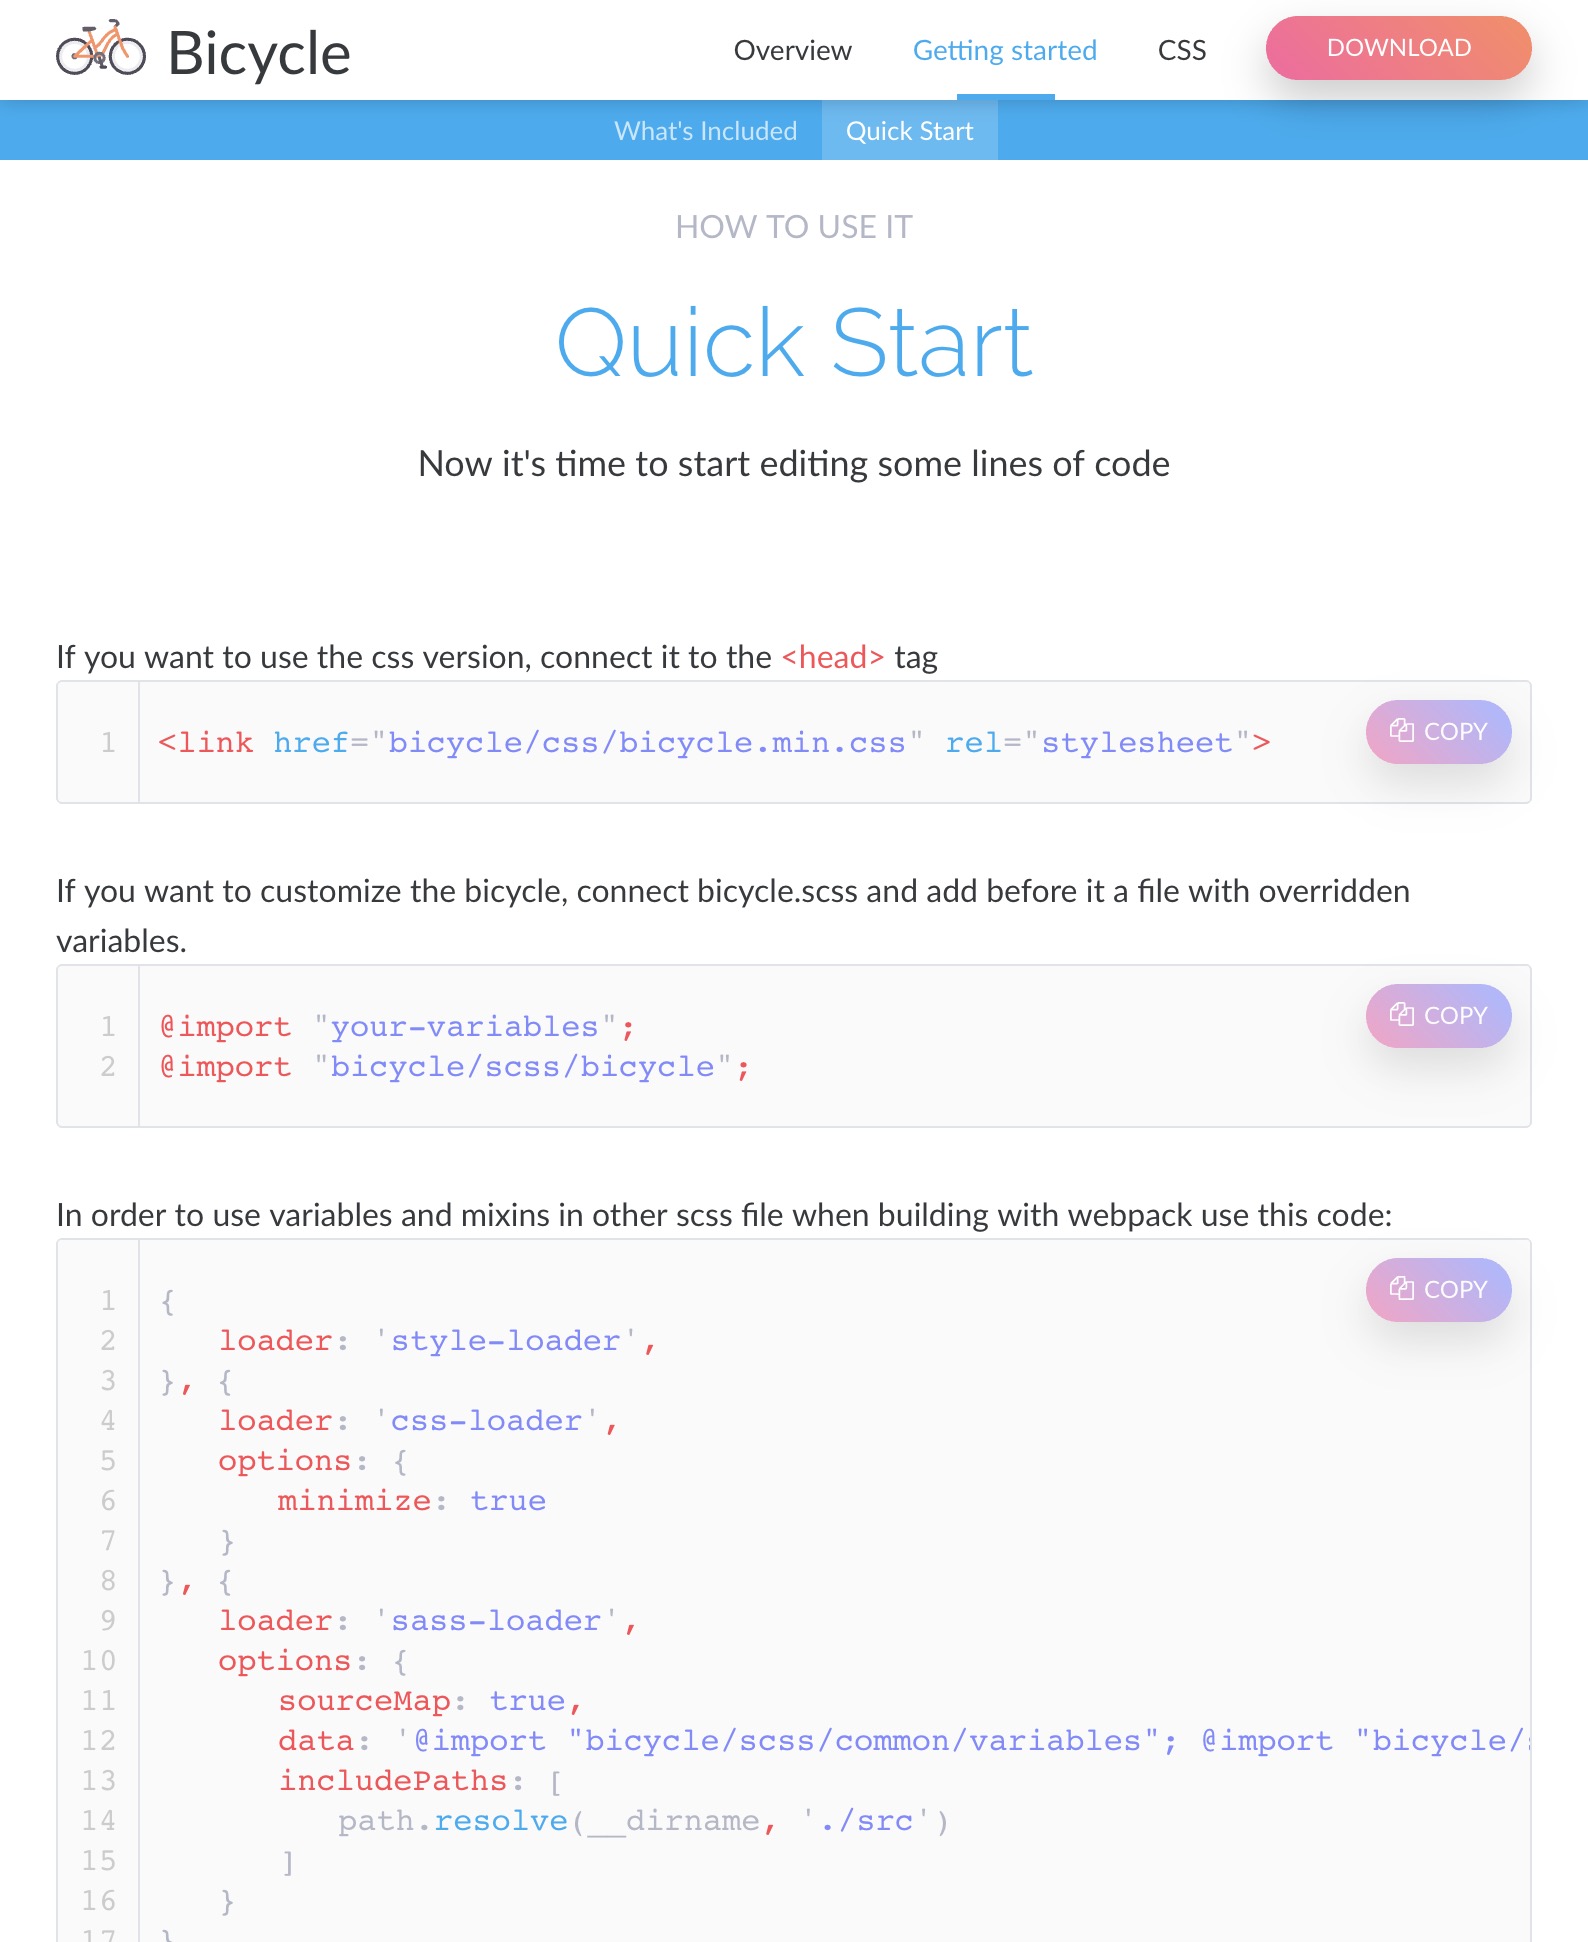 Bicycle
Overview
Getting started
CSS
DOWNLOAD
What's Included
Quick Start
HOW TO USE IT
Quick Start
Now it's time to start editing some lines of code
If you want to use the css version, connect it to the <head> tag
1 <link href="bicycle/css/bicycle.min.css" rel="stylesheet">
COPY
If you want to customize the bicycle, connect bicycle.scss and add before it a file with overridden
variables.
COPY
1 @import "your-variables";
2 @import "bicycle/scss/bicycle";
In order to use variables and mixins in other scss file when building with webpack use this code:
COPY
1 {
2 loader: 'style-loader',
3 }, {
4 loader: 'css-loader',
5 options: {
6 minimize: true
7 }
8 }, {
9 loader: 'sass-loader',
10 options: {
11 sourceMap: true,
12 data: '@import "bicycle/scss/common/variables"; @import "bicycle/
13 includePaths: [
14 path.resolve(__dirname, './src')
15 ]
16 }
17 }